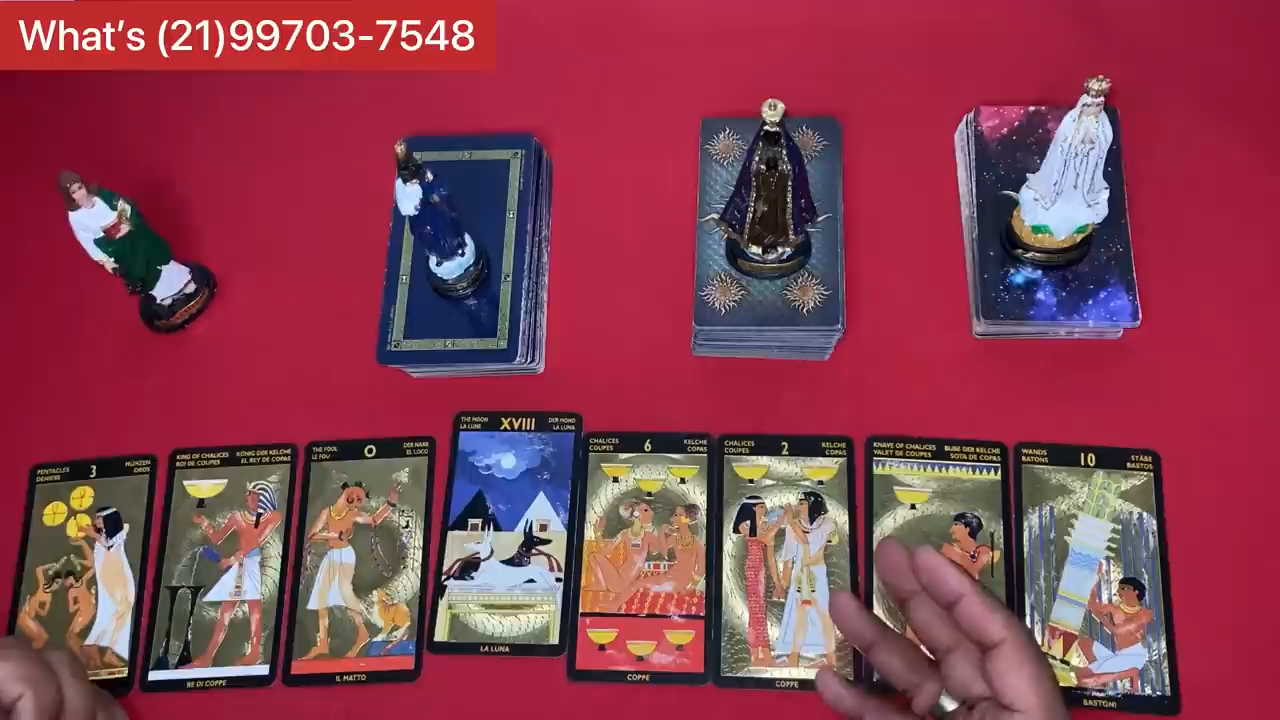 What's (21)99703-7548
PENTACLES
DENIERS
3
MÜNZEN
OROS
KING OF CHALICES
ROI DE COUPES
KÖNIG DER KELCHE
EL REY DE COPAS
RE DI COPPE
THE FOOL
LE FOU
0
DER NARR
EL LOCO
IL MATTO
THE MOON
LA LUNE
XVIII
DER MOND
LA LUNA
LA LUNA
CHALICES
COUPES
6
KELCHE
COPAS
COPPE
CHALICES
COUPES
2
KELCHE
COPAS
COPPE
KNAVE OF CHALICES
VALET DE COUPES
BUBE DER KELCHE
SOTA DE COPAS
WANDS
BATONS
10
STÄBE
BASTOS
BASTONI